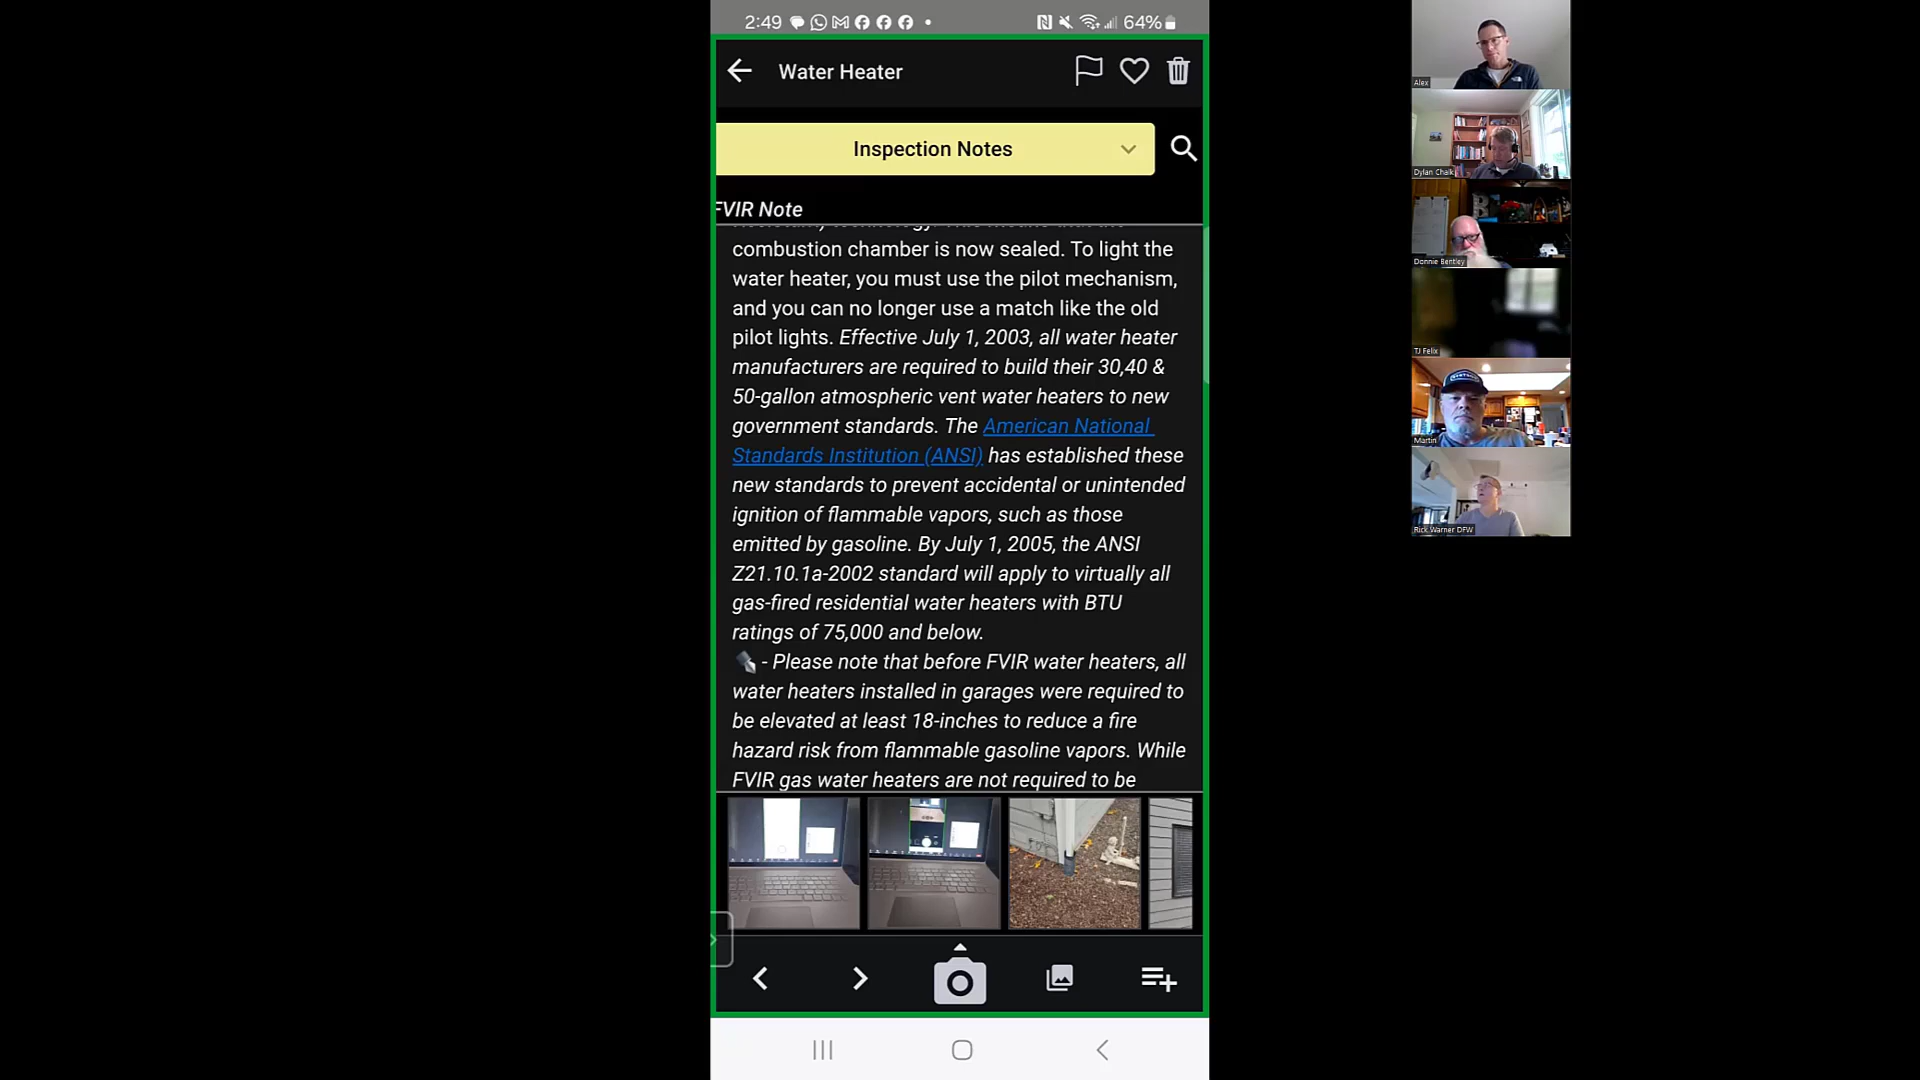 2:49
64%
Water Heater
Inspection Notes
FVIR Note
combustion chamber is now sealed. To light the
water heater, you must use the pilot mechanism,
and you can no longer use a match like the old
pilot lights. Effective July 1, 2003, all water heater
manufacturers are required to build their 30,40 &
50-gallon atmospheric vent water heaters to new
government standards. The American National
Standards Institution (ANSI) has established these
new standards to prevent accidental or unintended
ignition of flammable vapors, such as those
emitted by gasoline. By July 1, 2005, the ANSI
Z21.10.1a-2002 standard will apply to virtually all
gas-fired residential water heaters with BTU
ratings of 75,000 and below.
- Please note that before FVIR water heaters, all
water heaters installed in garages were required to
be elevated at least 18-inches to reduce a fire
hazard risk from flammable gasoline vapors. While
FVIR gas water heaters are not required to be
Alex
Dylan Chalk
Donnie Bentley
TJ Felix
Martin
Rick Warner DFW